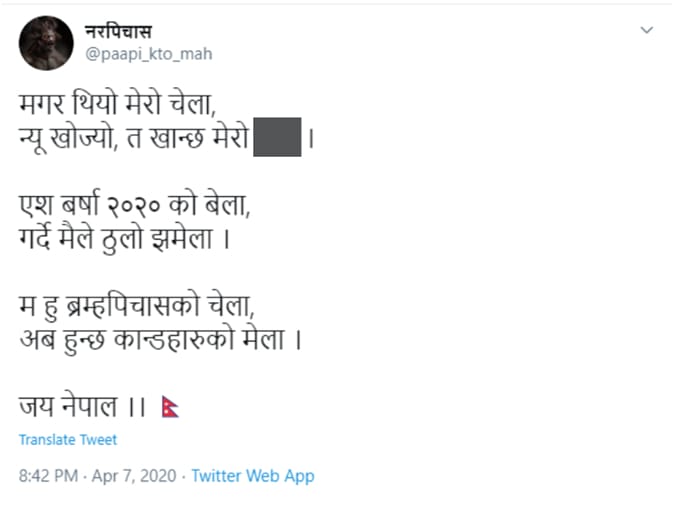 नरपिचास
@paapi_kto_mah
मगर थियो मेरो चेला,
न्यू खोज्यो, त खान्छ मेरो ।
एश बर्षा २०२० को बेला,
गर्दे मैले ठुलो झमेला ।
म हु ब्रम्हपिचासको चेला,
अब हुन्छ कान्डहारुको मेला ।
जय नेपाल ।। 🇳🇵
Translate Tweet
8:42 PM · Apr 7, 2020 · Twitter Web App